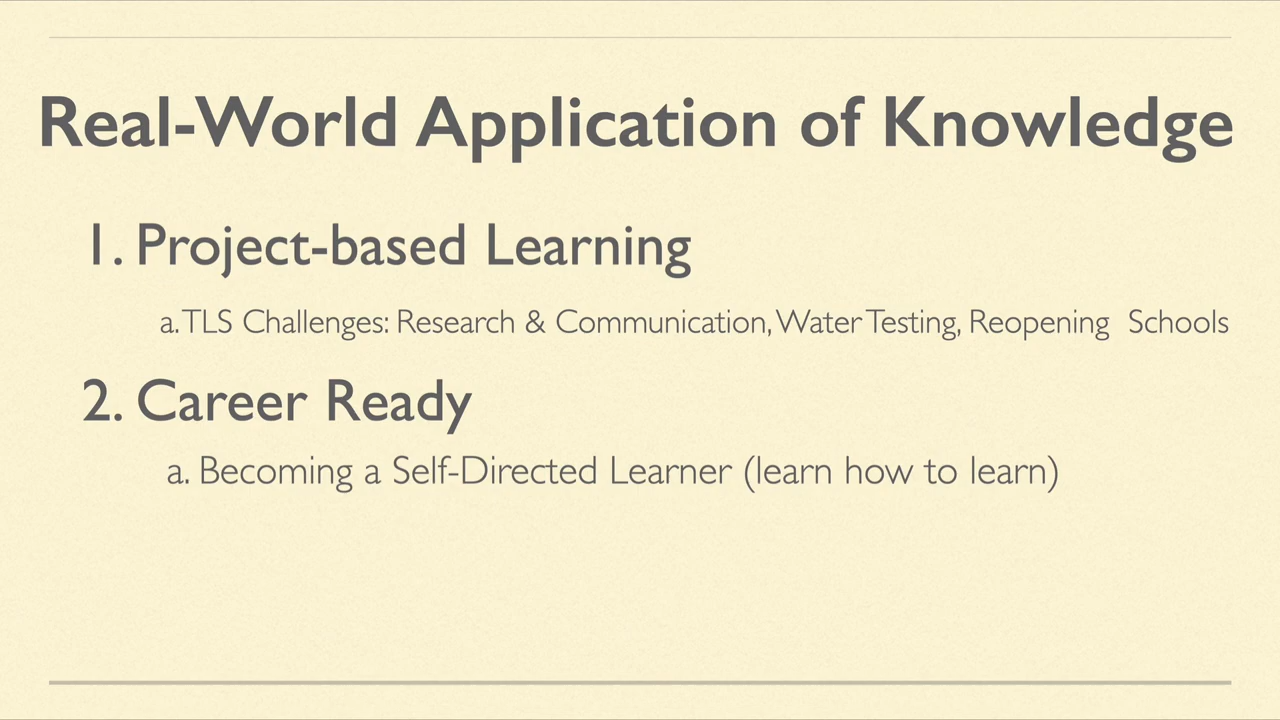 Real-World Application of Knowledge
1. Project-based Learning
a. TLS Challenges: Research & Communication, Water Testing, Reopening Schools
2. Career Ready
a. Becoming a Self-Directed Learner (learn how to learn)